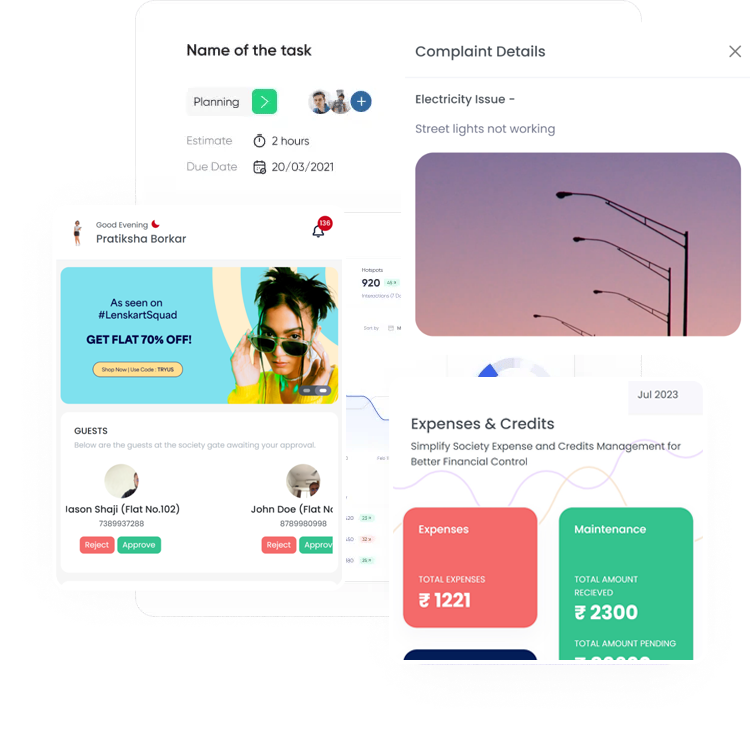 Name of the task
Planning
Estimate
2 hours
Due Date
20/03/2021
Complaint Details
Electricity Issue -
Street lights not working
Good Evening
Pratiksha Borkar
136
As seen on
#LenskartSquad
GET FLAT 70% OFF!
Shop Now | Use Code : TRYUS
GUESTS
Below are the guests at the society gate awaiting your approval.
Jason Shaji (Flat No.102)
7389937288
Reject
Approve
John Doe (Flat No
8789980998
Reject
Approv
Hotspots
920
Sort by
Jul 2023
Expenses & Credits
Simplify Society Expense and Credits Management for
Better Financial Control
Expenses
TOTAL EXPENSES
₹ 1221
Maintenance
TOTAL AMOUNT
RECIEVED
₹ 2300
TOTAL AMOUNT PENDING